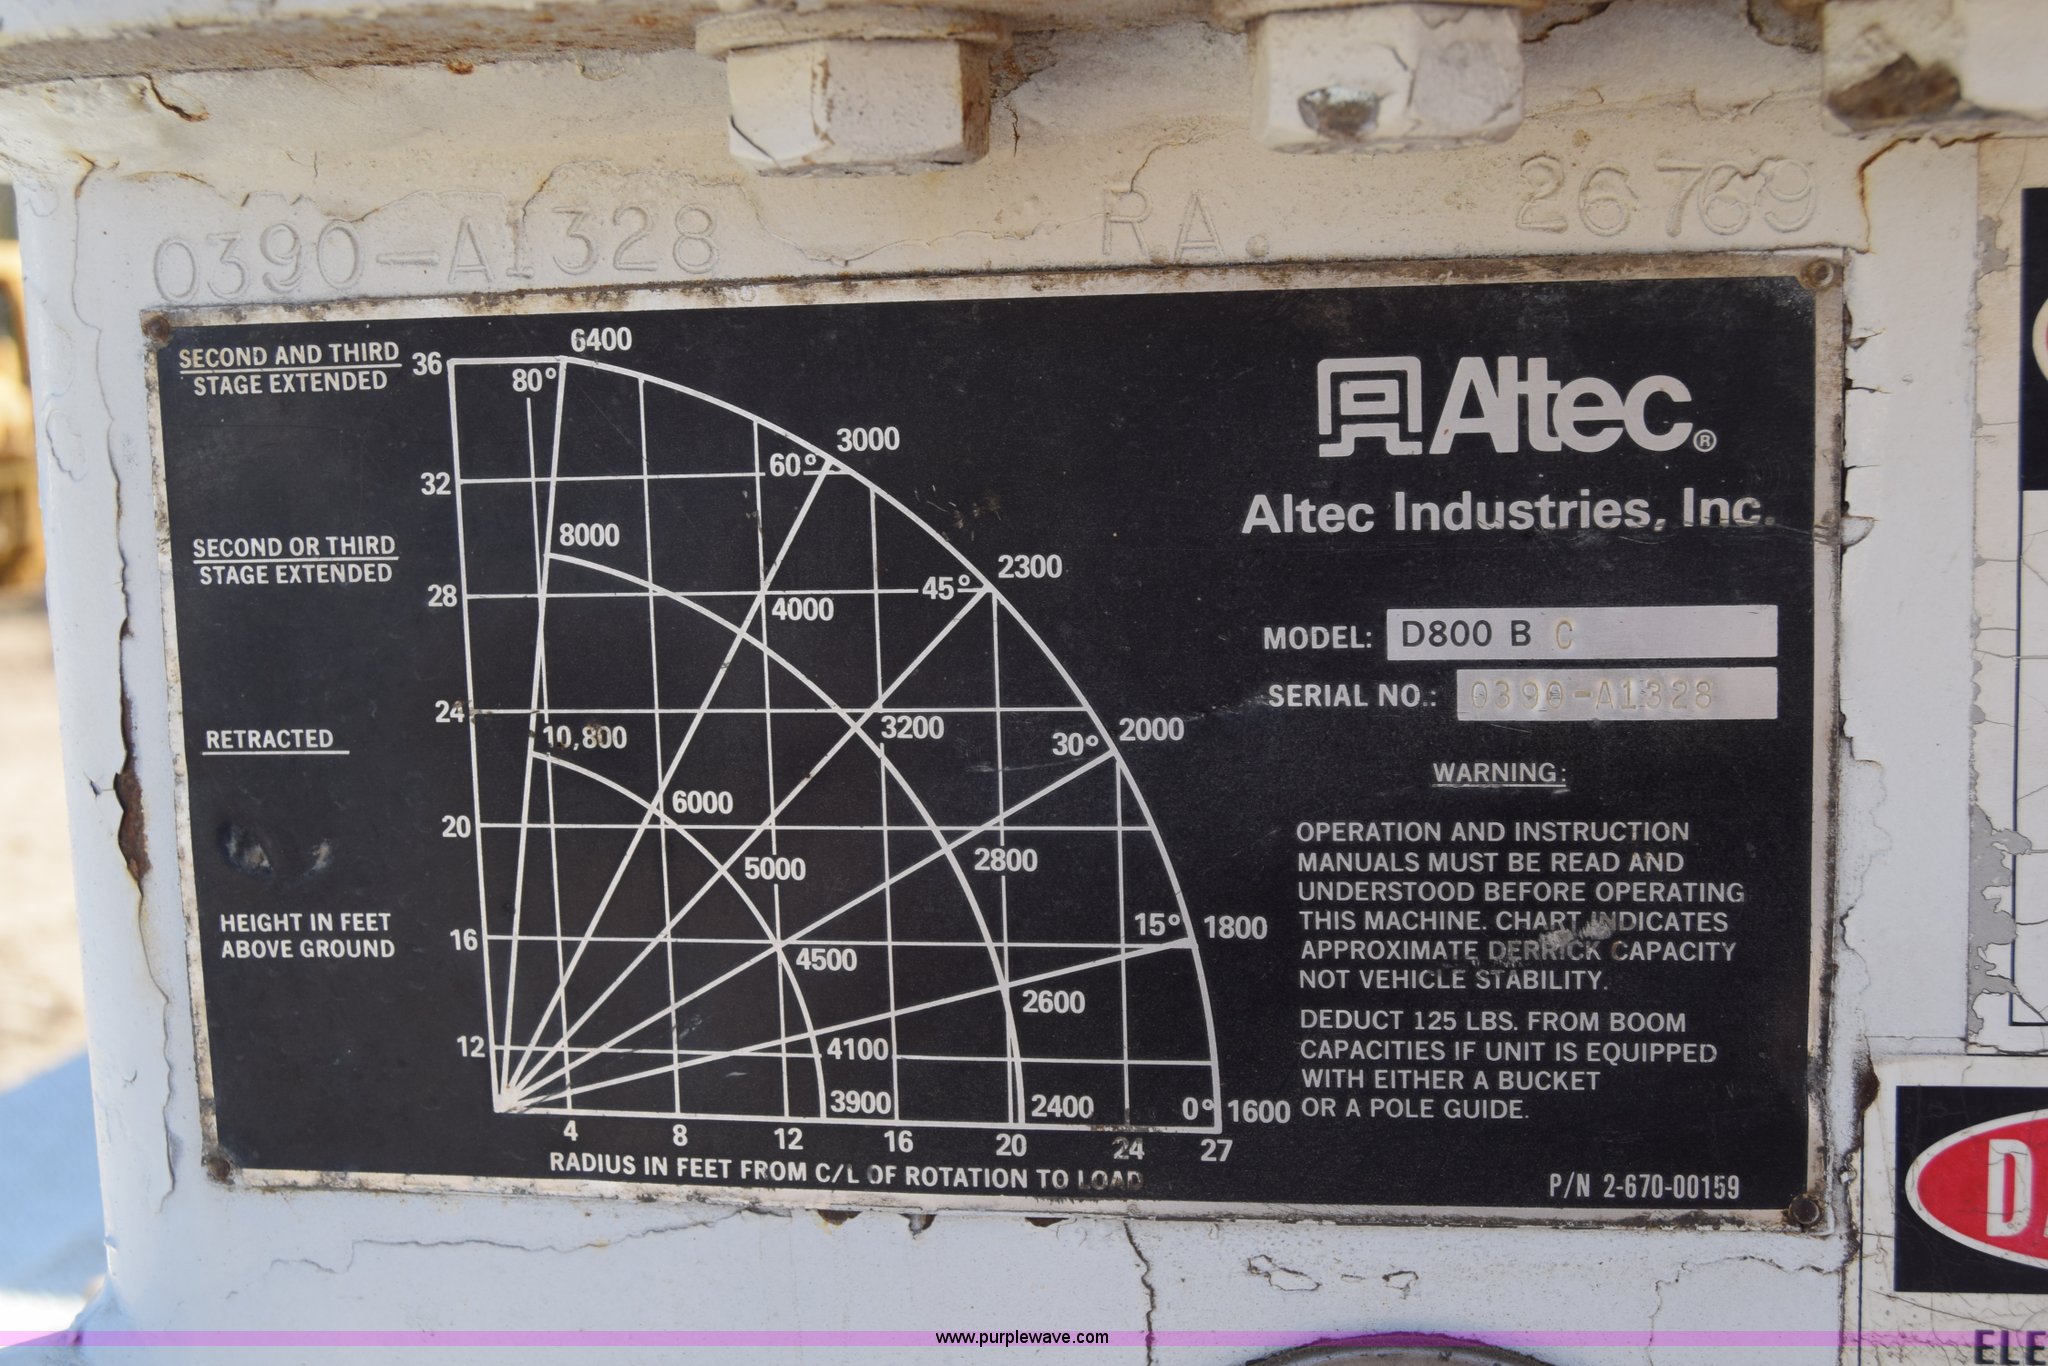 0390-A1328 RA. 26769
SECOND AND THIRD
STAGE EXTENDED
SECOND OR THIRD
STAGE EXTENDED
RETRACTED
HEIGHT IN FEET
ABOVE GROUND
36
32
28
24
20
16
12
6400
80°
3000
60°
8000
2300
45°
4000
2000
30°
3200
10,800
6000
5000
2800
1800
15°
4500
2600
4100
3900
2400
0°
1600
4 8 12 16 20 24 27
RADIUS IN FEET FROM C/L OF ROTATION TO LOAD
Altec®
Altec Industries, Inc.
MODEL: D800 B C
SERIAL NO.: 0390-A1328
WARNING:
OPERATION AND INSTRUCTION
MANUALS MUST BE READ AND
UNDERSTOOD BEFORE OPERATING
THIS MACHINE. CHART INDICATES
APPROXIMATE DERRICK CAPACITY
NOT VEHICLE STABILITY.
DEDUCT 125 LBS. FROM BOOM
CAPACITIES IF UNIT IS EQUIPPED
WITH EITHER A BUCKET
OR A POLE GUIDE.
P/N 2-670-00159
www.purplewave.com